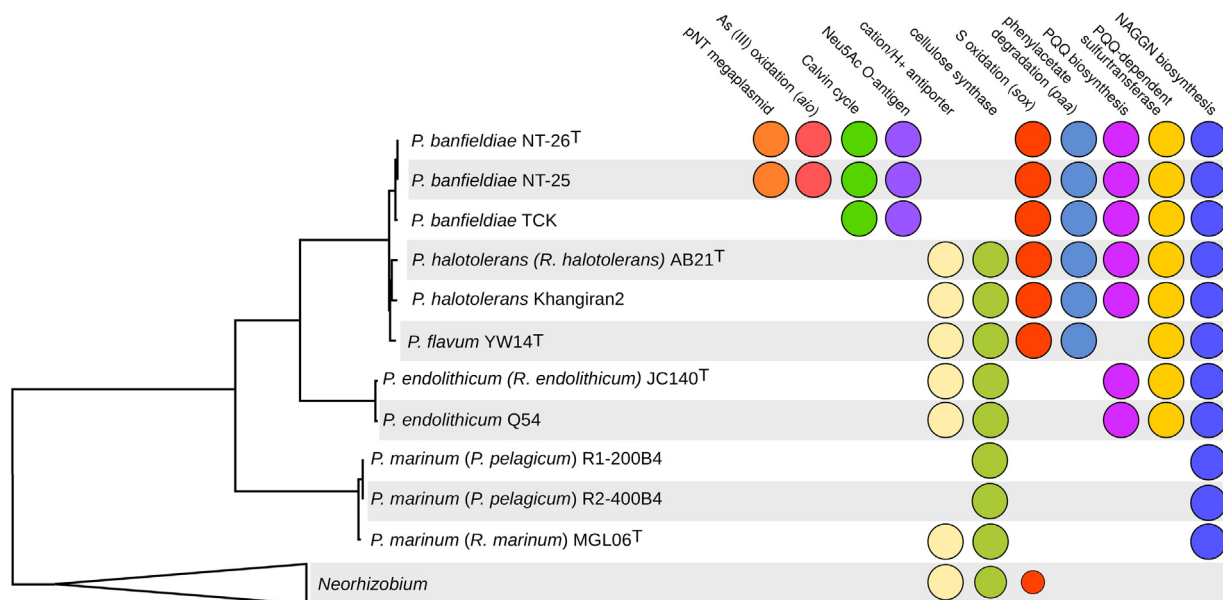 pNT megaplasmid
As (III) oxidation (aio)
Calvin cycle
Neu5Ac O-antigen
cation/H+ antiporter
cellulose synthase
S oxidation (sox)
phenylacetate
degradation (paa)
PQQ biosynthesis
PQQ-dependent
sulfurtransferase
NAGGN biosynthesis
P. banfieldiae NT-26T
P. banfieldiae NT-25
P. banfieldiae TCK
P. halotolerans (R. halotolerans) AB21T
P. halotolerans Khangiran2
P. flavum YW14T
P. endolithicum (R. endolithicum) JC140T
P. endolithicum Q54
P. marinum (P. pelagicum) R1-200B4
P. marinum (P. pelagicum) R2-400B4
P. marinum (R. marinum) MGL06T
Neorhizobium